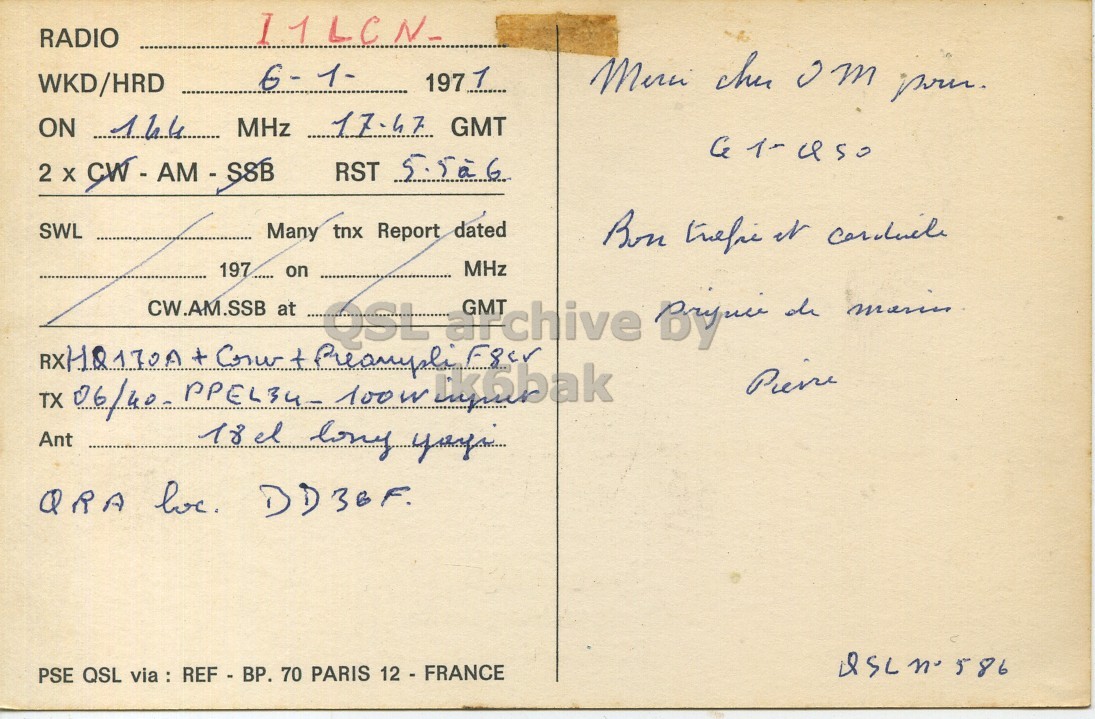 RADIO I1LCN-
WKD/HRD 6-1- 1971
ON 144 MHz 17.47 GMT
2 x CW - AM - SSB RST 5.5 à 6
SWL Many tnx Report dated
197 on MHz
CW.AM.SSB at GMT
RX HQ170A + Conv + Préampli F8CV
TX 06/40 - PPEL34 - 100W input
Ant 18 el long yagi
QRA loc. DD36F.
PSE QSL via : REF - BP. 70 PARIS 12 - FRANCE
Merci cher OM pour
Ce 1er QSO
Bon trafic et cordiale
poignée de mains
Pierre
QSL n° 586
QSL archive by
ik6bak